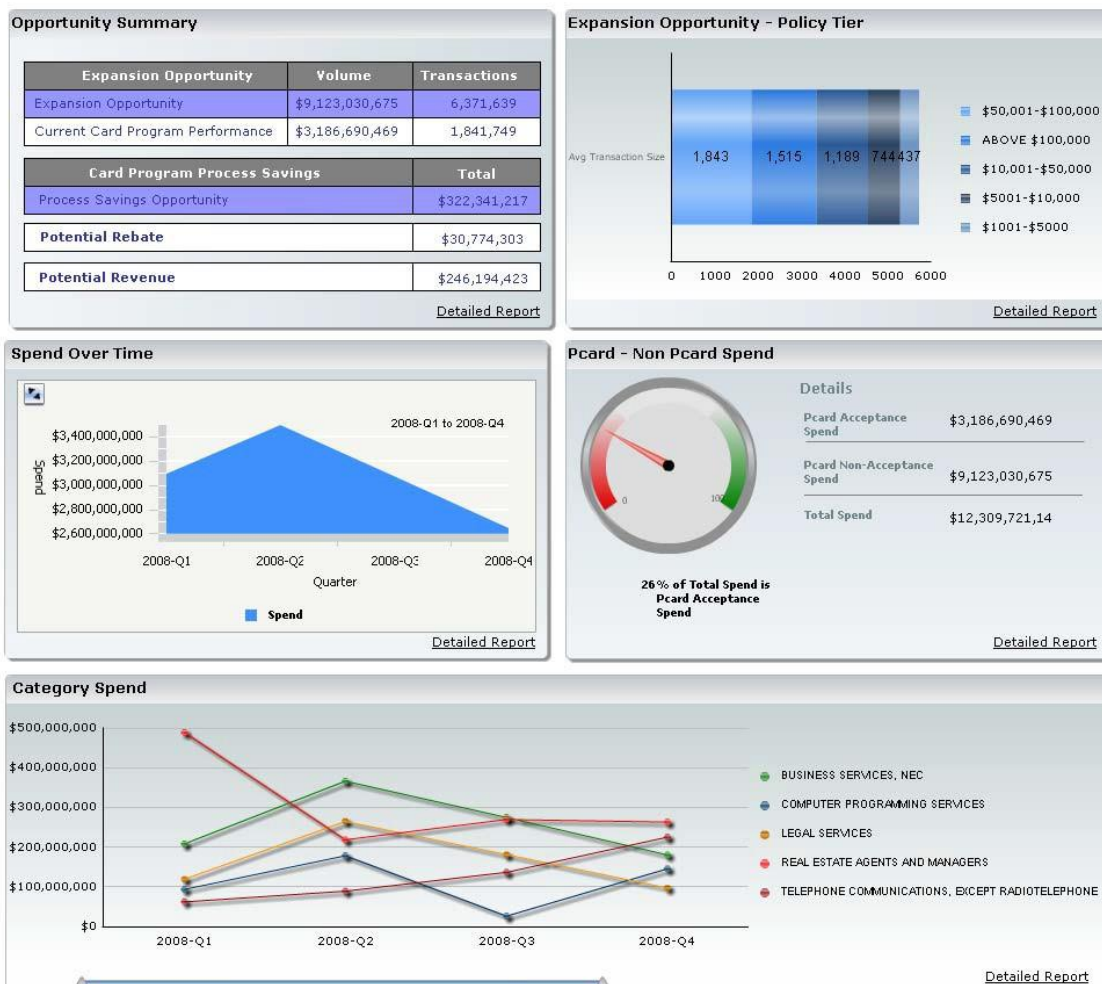 Opportunity Summary
Expansion Opportunity Volume Transactions
Expansion Opportunity $9,123,030,675 6,371,639
Current Card Program Performance $3,186,690,469 1,841,749
Card Program Process Savings Total
Process Savings Opportunity $322,341,217
Potential Rebate $30,774,303
Potential Revenue $246,194,423
Detailed Report
Expansion Opportunity - Policy Tier
Avg Transaction Size
1,843 1,515 1,189 744 437
0 1000 2000 3000 4000 5000 6000
$50,001-$100,000
ABOVE $100,000
$10,001-$50,000
$5001-$10,000
$1001-$5000
Detailed Report
Spend Over Time
2008-Q1 to 2008-Q4
Spend
$3,400,000,000
$3,200,000,000
$3,000,000,000
$2,800,000,000
$2,600,000,000
2008-Q1 2008-Q2 2008-Q3 2008-Q4
Quarter
Spend
Detailed Report
Pcard - Non Pcard Spend
0 100
26% of Total Spend is
Pcard Acceptance
Spend
Details
Pcard Acceptance
Spend $3,186,690,469
Pcard Non-Acceptance
Spend $9,123,030,675
Total Spend $12,309,721,14
Detailed Report
Category Spend
$500,000,000
$400,000,000
$300,000,000
$200,000,000
$100,000,000
$0
2008-Q1 2008-Q2 2008-Q3 2008-Q4
BUSINESS SERVICES, NEC
COMPUTER PROGRAMMING SERVICES
LEGAL SERVICES
REAL ESTATE AGENTS AND MANAGERS
TELEPHONE COMMUNICATIONS, EXCEPT RADIOTELEPHONE
Detailed Report